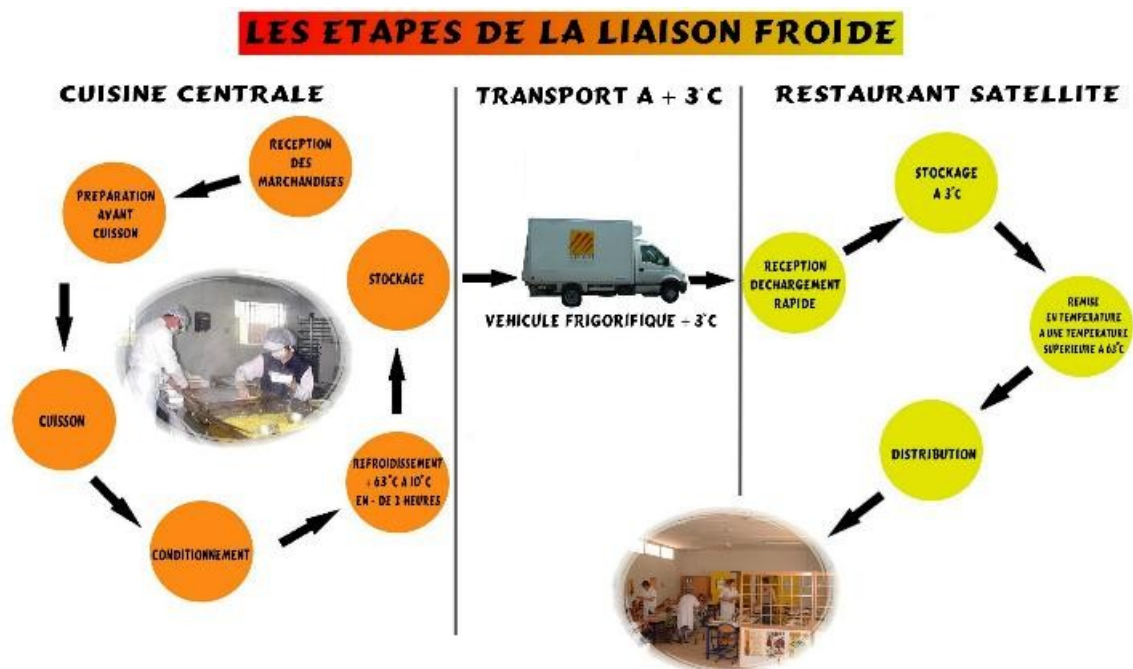 LES ETAPES DE LA LIAISON FROIDE
CUISINE CENTRALE
RECEPTION
DES
MARCHANDISES
PREPARATION
AVANT
CUISSON
CUISSON
CONDITIONNEMENT
REFROIDISSEMENT
+ 63°C A 10°C
EN - DE 2 HEURES
STOCKAGE
TRANSPORT A + 3°C
VEHICULE FRIGORIFIQUE + 3°C
RESTAURANT SATELLITE
RECEPTION
DECHARGEMENT
RAPIDE
STOCKAGE
A 3°C
REMISE
EN TEMPERATURE
A UNE TEMPERATURE
SUPERIEURE A 63°C
DISTRIBUTION